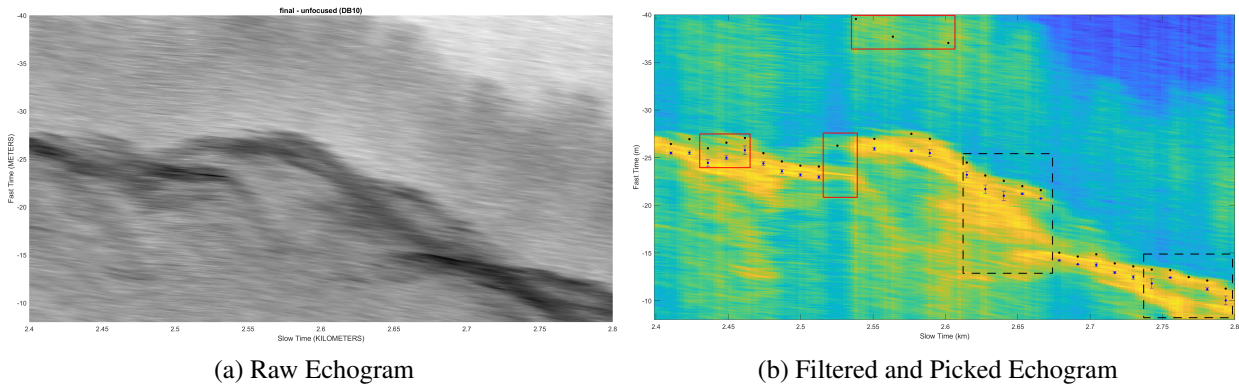 final - unfocused (DB10)
-40
-35
-30
-25
-20
-15
-10
Fast Time (METERS)
2.4 2.45 2.5 2.55 2.6 2.65 2.7 2.75 2.8
Slow Time (KILOMETERS)
(a) Raw Echogram
-40
-35
-30
-25
-20
-15
-10
Fast Time (m)
2.4 2.45 2.5 2.55 2.6 2.65 2.7 2.75 2.8
Slow Time (km)
(b) Filtered and Picked Echogram